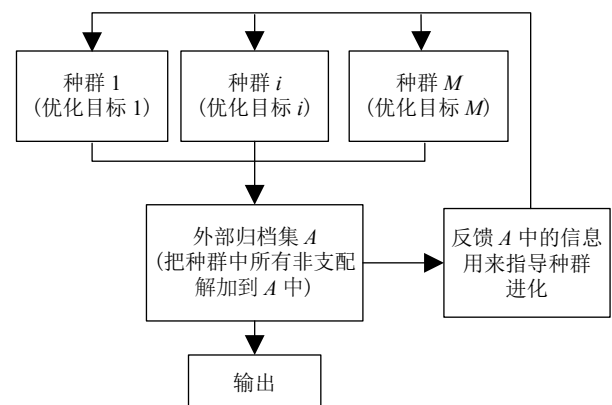 种群 1
(优化目标 1)
种群 i
(优化目标 i)
种群 M
(优化目标 M)
外部归档集 A
(把种群中所有非支配
解加到 A 中)
反馈 A 中的信息
用来指导种群
进化
输出